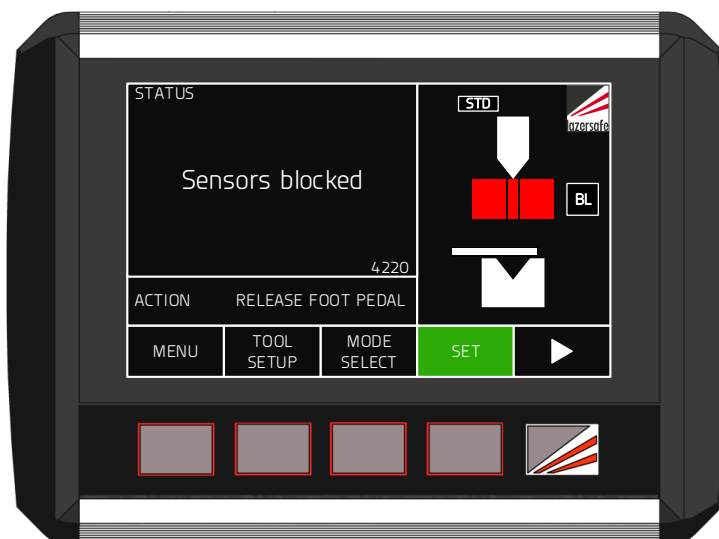 STATUS
STD
lazersafe
Sensors blocked
BL
4220
ACTION RELEASE FOOT PEDAL
MENU
TOOL
SETUP
MODE
SELECT
SET